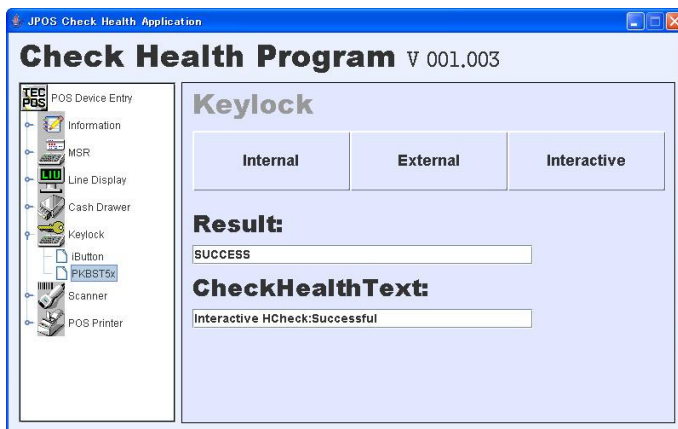 JPOS Check Health Application
Check Health Program V 001.003
TEC POS POS Device Entry
Information
MSR
LIU Line Display
Cash Drawer
Keylock
iButton
PKBST5x
Scanner
POS Printer
Keylock
Internal External Interactive
Result:
SUCCESS
CheckHealthText:
Interactive HCheck:Successful